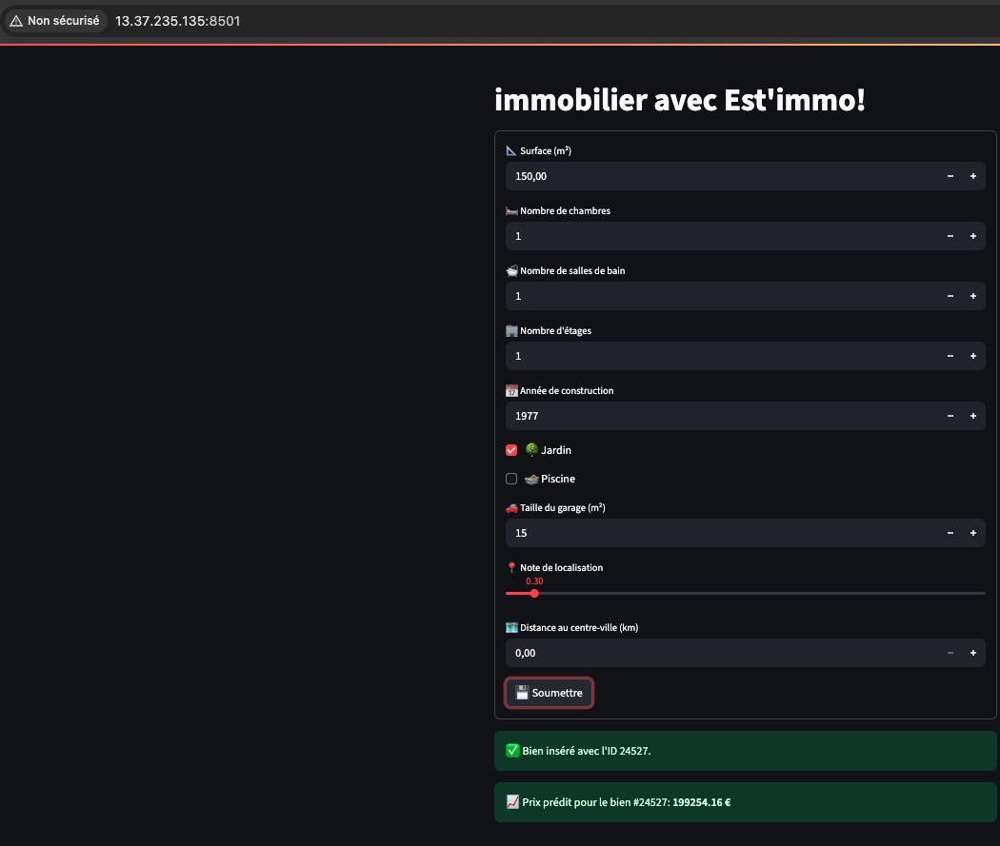 Non sécurisé 13.37.235.135:8501
immobilier avec Est'immo!
Surface (m²)
150,00
Nombre de chambres
1
Nombre de salles de bain
1
Nombre d'étages
1
Année de construction
1977
Jardin
Piscine
Taille du garage (m²)
15
Note de localisation
0.30
Distance au centre-ville (km)
0,00
Soumettre
Bien inséré avec l'ID 24527.
Prix prédit pour le bien #24527: 199254.16 €